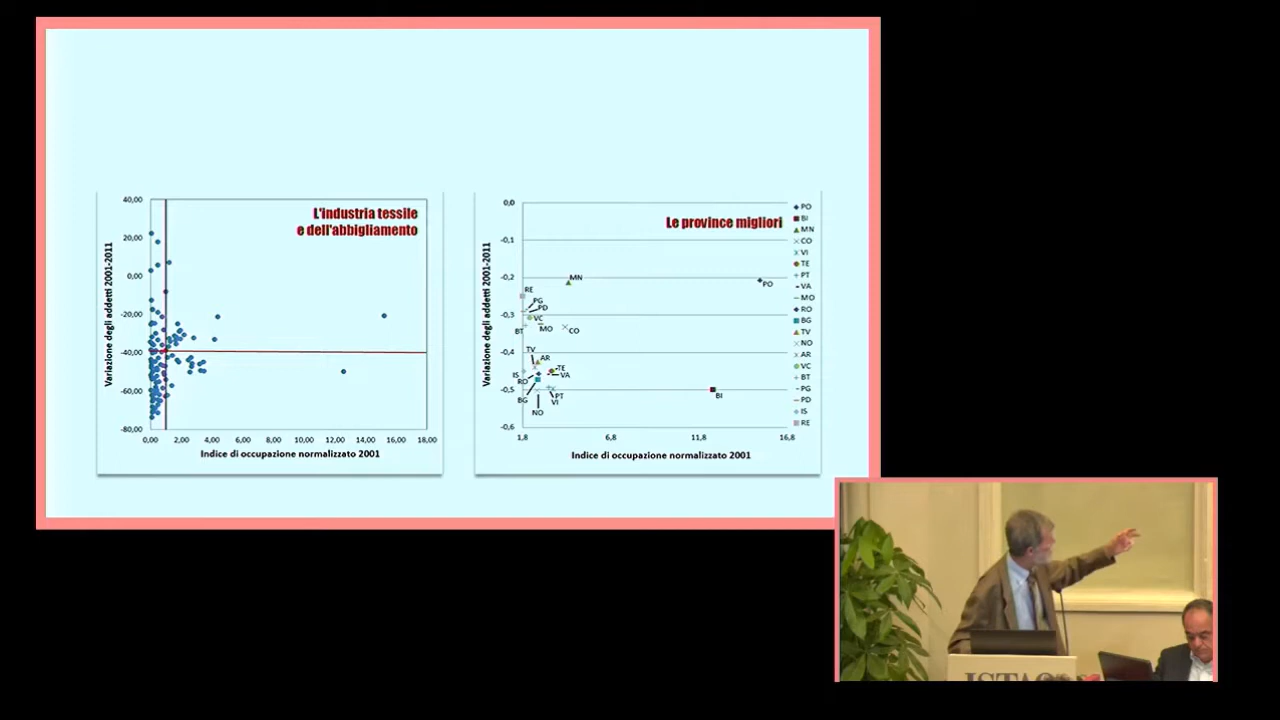 L'industria tessile
e dell'abbigliamento
Variazione degli addetti 2001-2011
40,00
20,00
0,00
-20,00
-40,00
-60,00
-80,00
0,00 2,00 4,00 6,00 8,00 10,00 12,00 14,00 16,00 18,00
Indice di occupazione normalizzato 2001
Le province migliori
Variazione degli addetti 2001-2011
0,0
-0,1
-0,2
-0,3
-0,4
-0,5
-0,6
MN
PO
RE
PG
PD
VC
BT
MO
CO
TV
AR
IS
TE
VA
RO
BG
PT
VI
NO
BI
1,8 6,8 11,8 16,8
Indice di occupazione normalizzato 2001
PO
BI
MN
CO
VI
TE
PT
VA
MO
RO
BG
TV
NO
AR
VC
BT
PG
PD
IS
RE